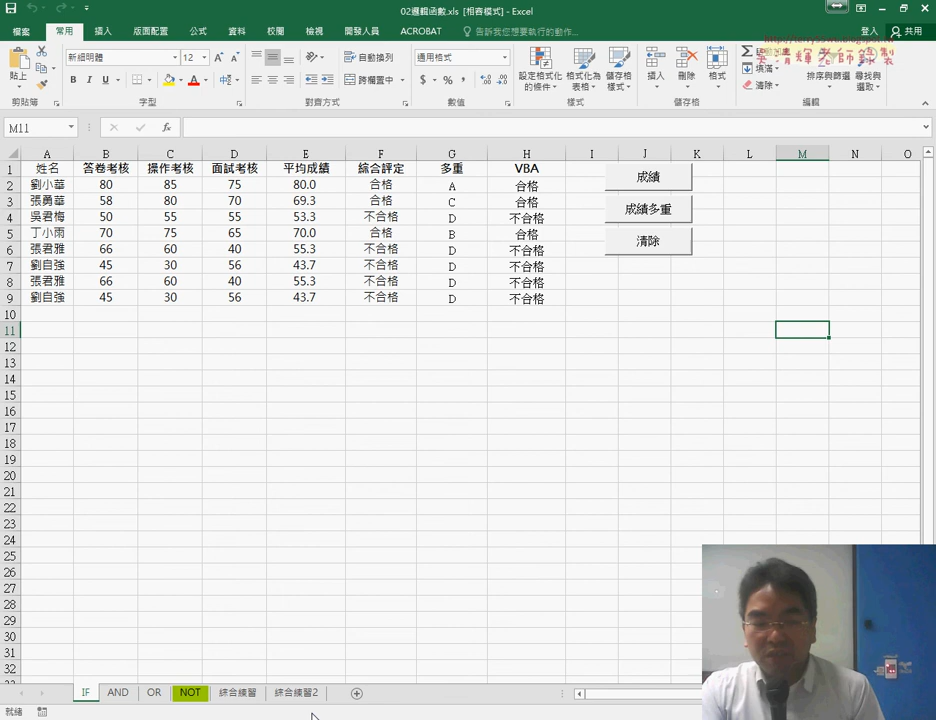 02邏輯函數.xls [相容模式] - Excel
檔案 常用 插入 版面配置 公式 資料 校閱 檢視 開發人員 ACROBAT 告訴我您想要執行的動作... 登入 共用
新細明體 12 自動換列 通用格式
貼上 B I U A 跨欄置中 $ % 設定格式化的條件 格式化為表格 儲存格樣式 插入 刪除 格式 填滿 清除 排序與篩選 尋找與選取
剪貼簿 字型 對齊方式 數值 樣式 儲存格 編輯
M11 fx
A B C D E F G H I J K L M N O
1 姓名 答卷考核 操作考核 面試考核 平均成績 綜合評定 多重 VBA
2 劉小華 80 85 75 80.0 合格 A 合格
3 張勇華 58 80 70 69.3 合格 C 合格
4 吳君梅 50 55 55 53.3 不合格 D 不合格
5 丁小雨 70 75 65 70.0 合格 B 合格
6 張君雅 66 60 40 55.3 不合格 D 不合格
7 劉自強 45 30 56 43.7 不合格 D 不合格
8 張君雅 66 60 40 55.3 不合格 D 不合格
9 劉自強 45 30 56 43.7 不合格 D 不合格
成績
成績多重
清除
10
11
12
13
14
15
16
17
18
19
20
21
22
23
24
25
26
27
28
29
30
31
32
IF AND OR NOT 綜合練習 綜合練習2
就緒